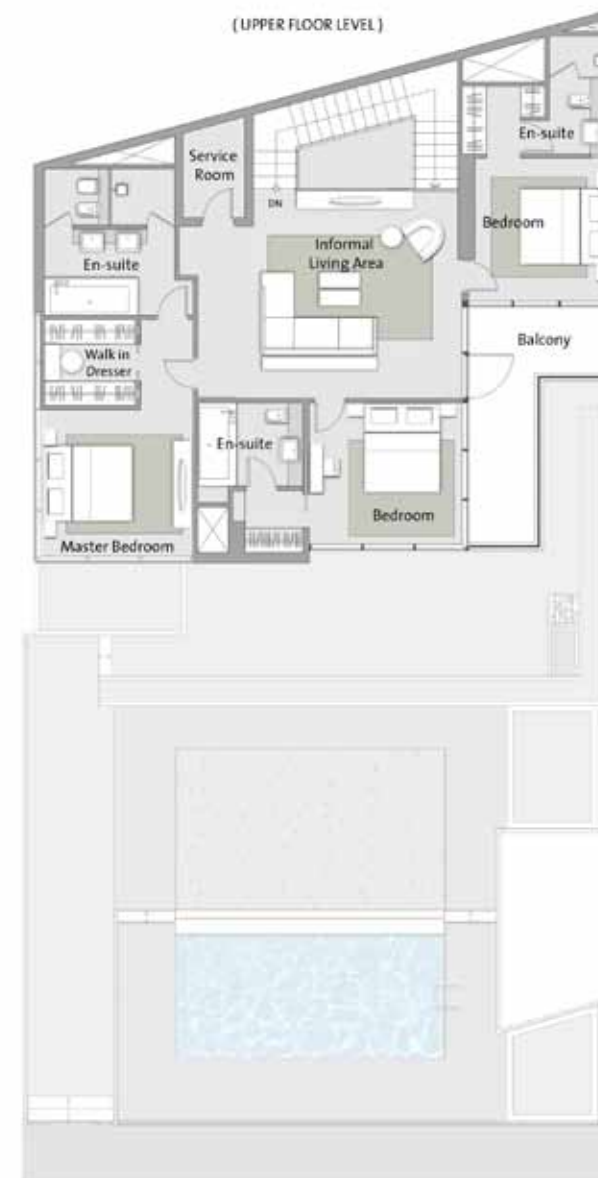 ( UPPER FLOOR LEVEL )
Service
Room
En-suite
DN
Bedroom
Informal
Living Area
En-suite
Balcony
Walk in
Dresser
En-suite
Bedroom
Master Bedroom